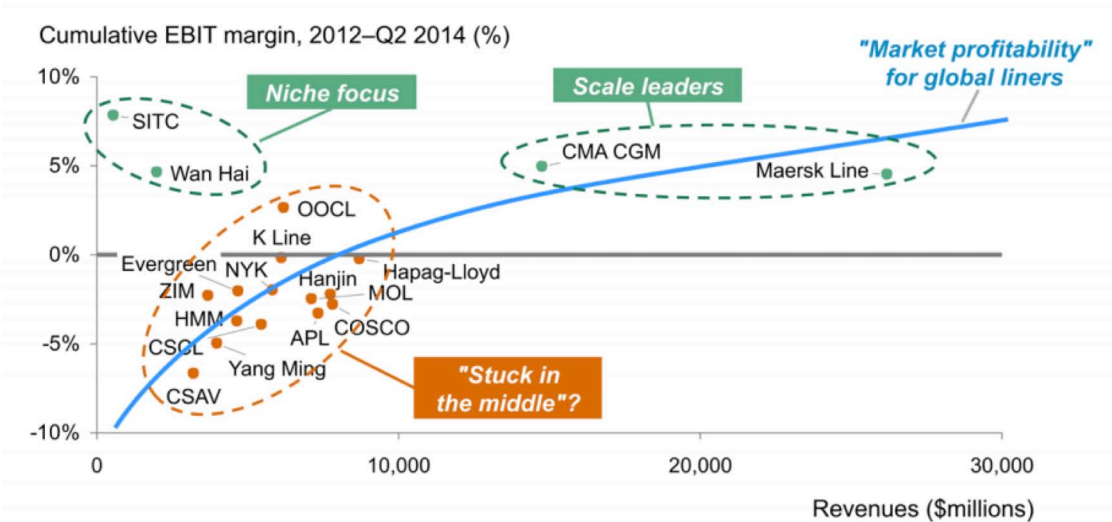 Cumulative EBIT margin, 2012–Q2 2014 (%)
"Market profitability"
for global liners
10%
Niche focus
Scale leaders
SITC
CMA CGM
5%
Wan Hai
Maersk Line
OOCL
K Line
0%
Evergreen
NYK
Hapag-Lloyd
Hanjin
ZIM
MOL
HMM
COSCO
APL
-5%
CSCL
Yang Ming
"Stuck in
the middle"?
CSAV
-10%
0
10,000
20,000
30,000
Revenues ($millions)